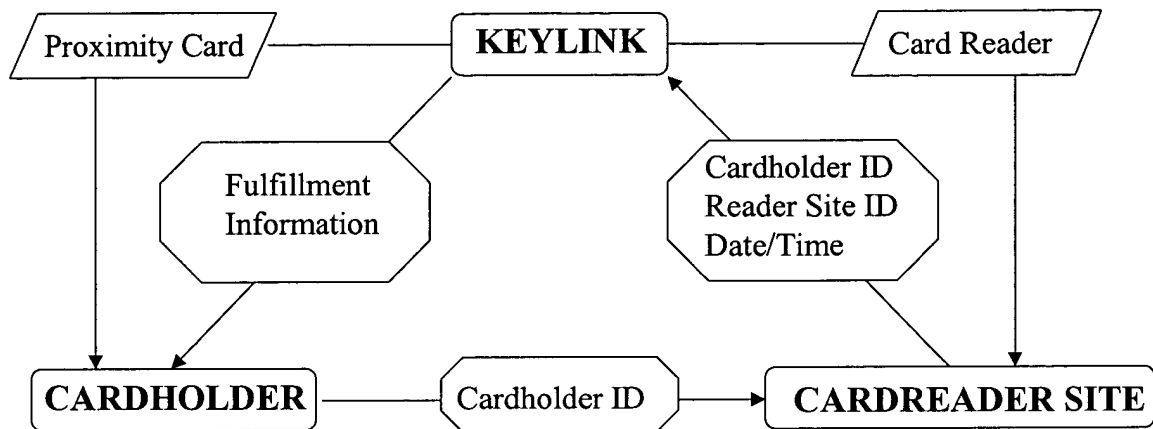 Proximity Card
KEYLINK
Card Reader
Fulfillment
Information
Cardholder ID
Reader Site ID
Date/Time
CARDHOLDER
Cardholder ID
CARDREADER SITE